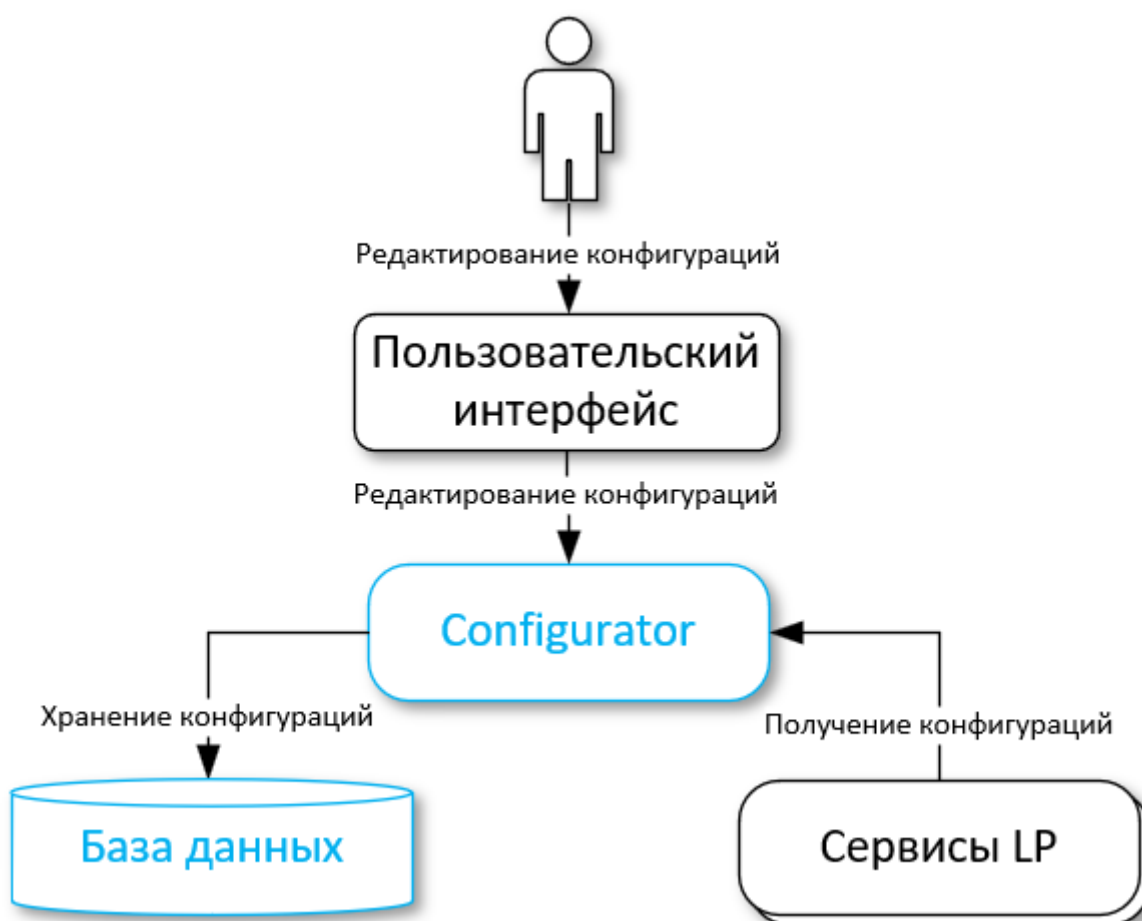 Редактирование конфигураций
Пользовательский
интерфейс
Редактирование конфигураций
Configurator
Хранение конфигураций
Получение конфигураций
База данных
Сервисы LP